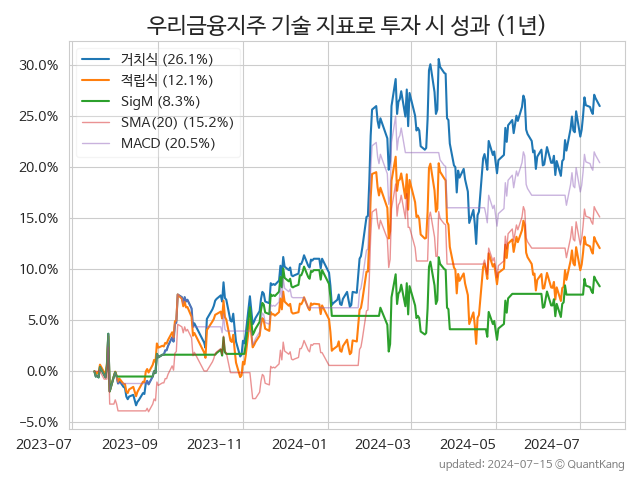 우리금융지주 기술 지표로 투자 시 성과 (1년)
거치식 (26.1%)
적립식 (12.1%)
SigM (8.3%)
SMA(20) (15.2%)
MACD (20.5%)
30.0%
25.0%
20.0%
15.0%
10.0%
5.0%
0.0%
−5.0%
2023-07 2023-09 2023-11 2024-01 2024-03 2024-05 2024-07
updated: 2024-07-15 © QuantKang